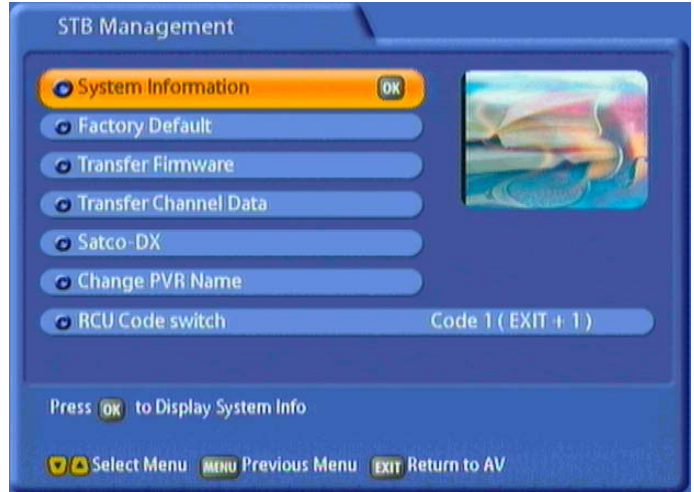 STB Management
System Information OK
Factory Default
Transfer Firmware
Transfer Channel Data
Satco-DX
Change PVR Name
RCU Code switch Code 1 ( EXIT + 1 )
Press OK to Display System Info
Select Menu MENU Previous Menu EXIT Return to AV